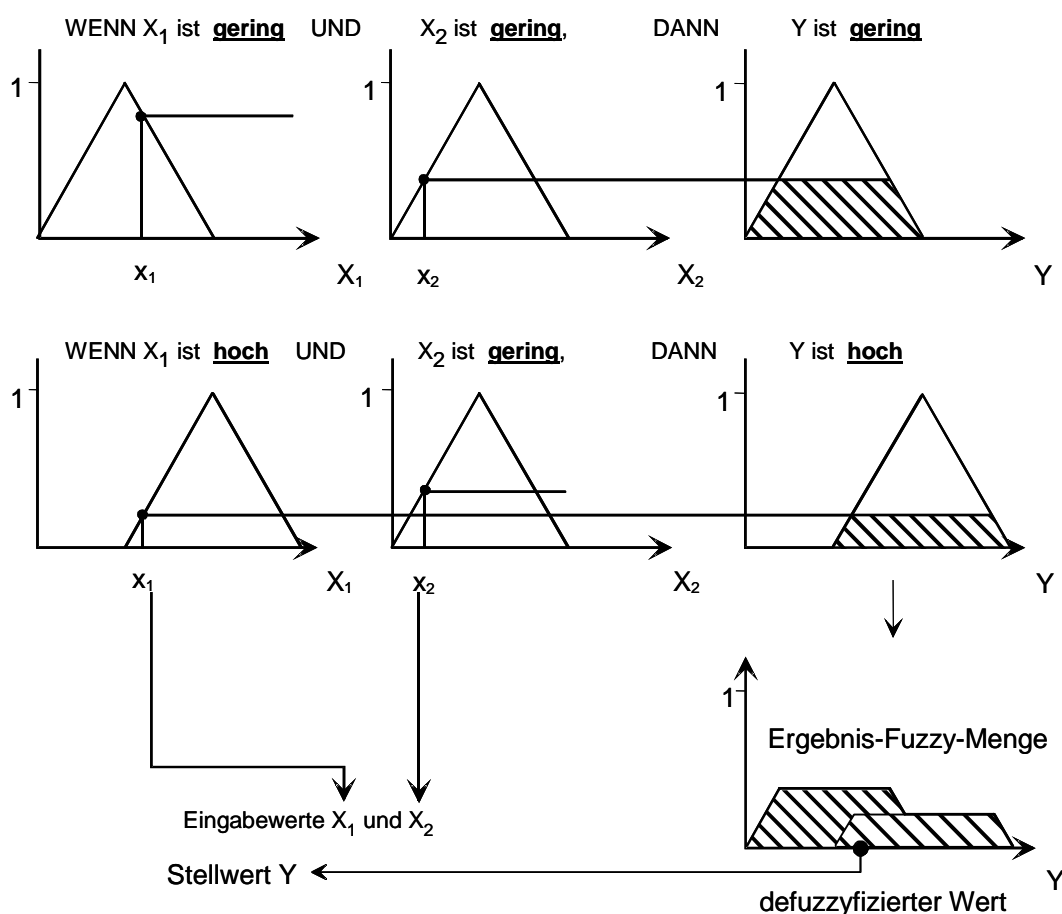 WENN X1 ist gering UND X2 ist gering, DANN Y ist gering
1 1 1
x1 X1 x2 X2 Y
WENN X1 ist hoch UND X2 ist gering, DANN Y ist hoch
1 1 1
x1 X1 x2 X2 Y
1
Ergebnis-Fuzzy-Menge
Eingabewerte X1 und X2
Stellwert Y
Y
defuzzyfizierter Wert